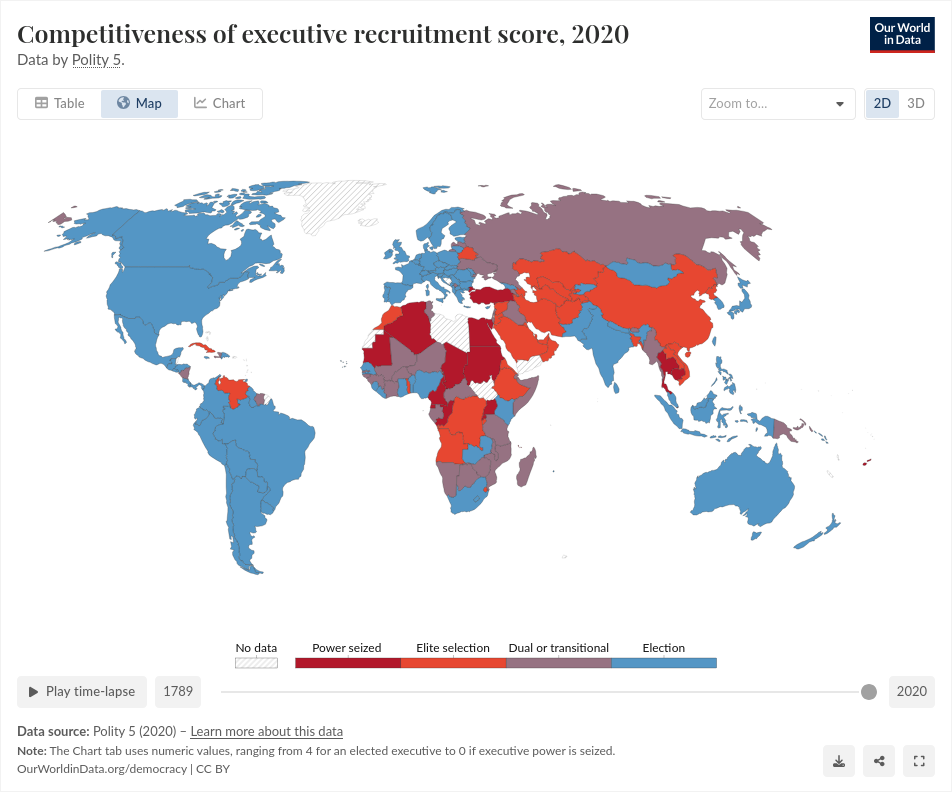 Competitiveness of executive recruitment score, 2020
Our World
in Data
Data by Polity 5.
Table
Map
Chart
Zoom to...
2D
3D
No data
Power seized
Elite selection
Dual or transitional
Election
Play time-lapse
1789
2020
Data source: Polity 5 (2020) – Learn more about this data
Note: The Chart tab uses numeric values, ranging from 4 for an elected executive to 0 if executive power is seized.
OurWorldinData.org/democracy | CC BY